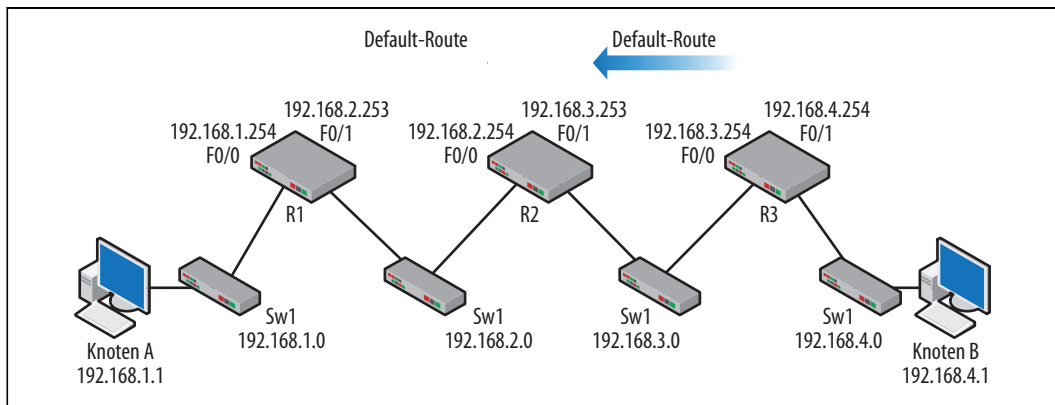 Default-Route
Default-Route
192.168.2.253
192.168.1.254
F0/1
F0/0
R1
192.168.3.253
192.168.2.254
F0/1
F0/0
R2
192.168.4.254
192.168.3.254
F0/1
F0/0
R3
Knoten A
192.168.1.1
Sw1
192.168.1.0
Sw1
192.168.2.0
Sw1
192.168.3.0
Sw1
192.168.4.0
Knoten B
192.168.4.1